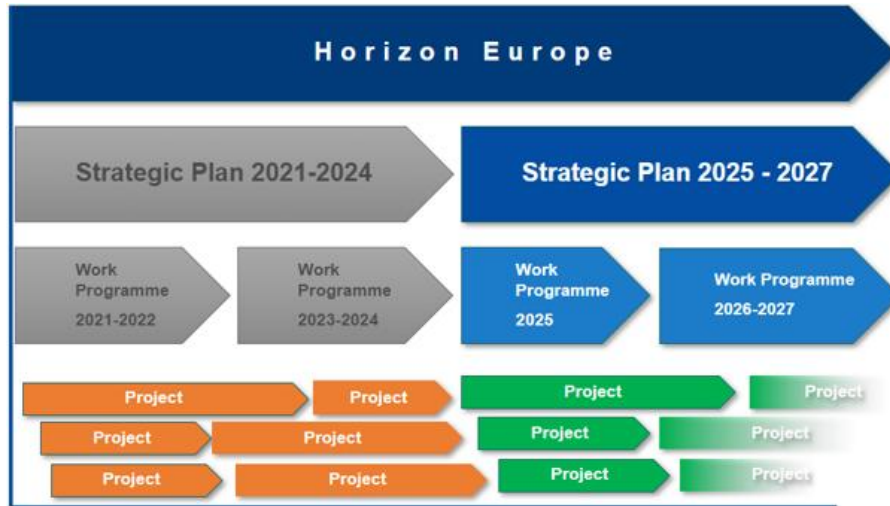 Horizon Europe
Strategic Plan 2021-2024
Strategic Plan 2025 - 2027
Work
Programme
2021-2022
Work
Programme
2023-2024
Work
Programme
2025
Work Programme
2026-2027
Project
Project
Project
Project
Project
Project
Project
Project
Project
Project
Project
Project